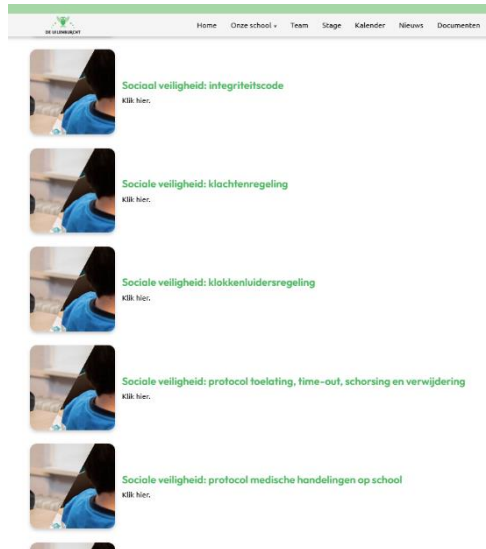 DE UILENBURCHT
Home Onze school Team Stage Kalender Nieuws Documenten
Sociaal veiligheid: integriteitscode
Klik hier.
Sociale veiligheid: klachtenregeling
Klik hier.
Sociale veiligheid: klokkenluidersregeling
Klik hier.
Sociale veiligheid: protocol toelating, time-out, schorsing en verwijdering
Klik hier.
Sociale veiligheid: protocol medische handelingen op school
Klik hier.